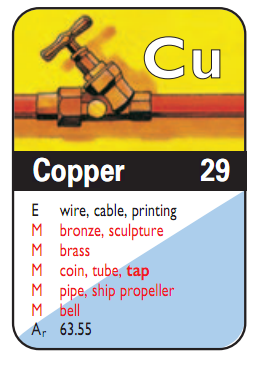 Cu
Copper 29
E wire, cable, printing
M bronze, sculpture
M brass
M coin, tube, tap
M pipe, ship propeller
M bell
Ar 63.55